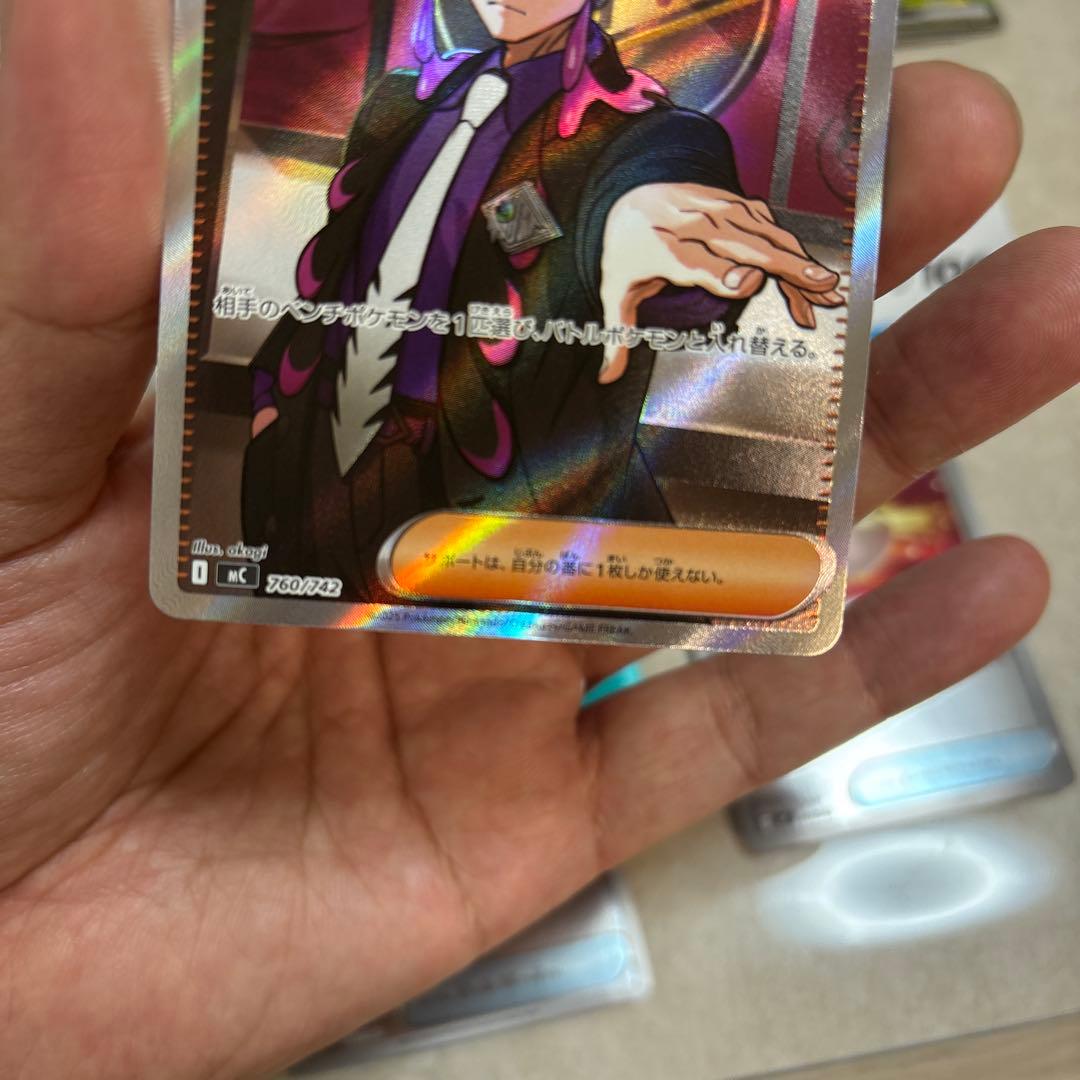 相手のベンチポケモンを1匹選び、バトルポケモンと入れ替える。
ポートは、自分の番に1枚しか使えない。
illus. akagi
I MC 760/742